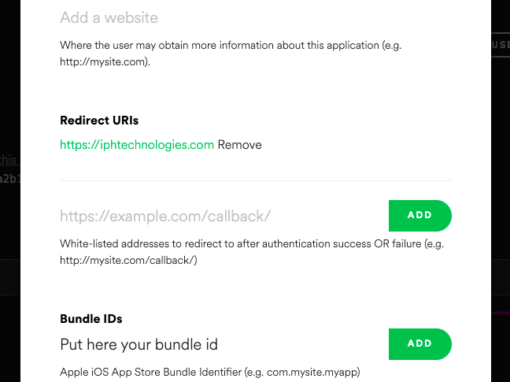 Add a website
Where the user may obtain more information about this application (e.g.
http://mysite.com).
USE
Redirect URIs
https://iphtechnologies.com Remove
this
a2b1
https://example.com/callback/
ADD
White-listed addresses to redirect to after authentication success OR failure (e.g.
http://mysite.com/callback/)
Bundle IDs
Put here your bundle id
ADD
Apple iOS App Store Bundle Identifier (e.g. com.mysite.myapp)